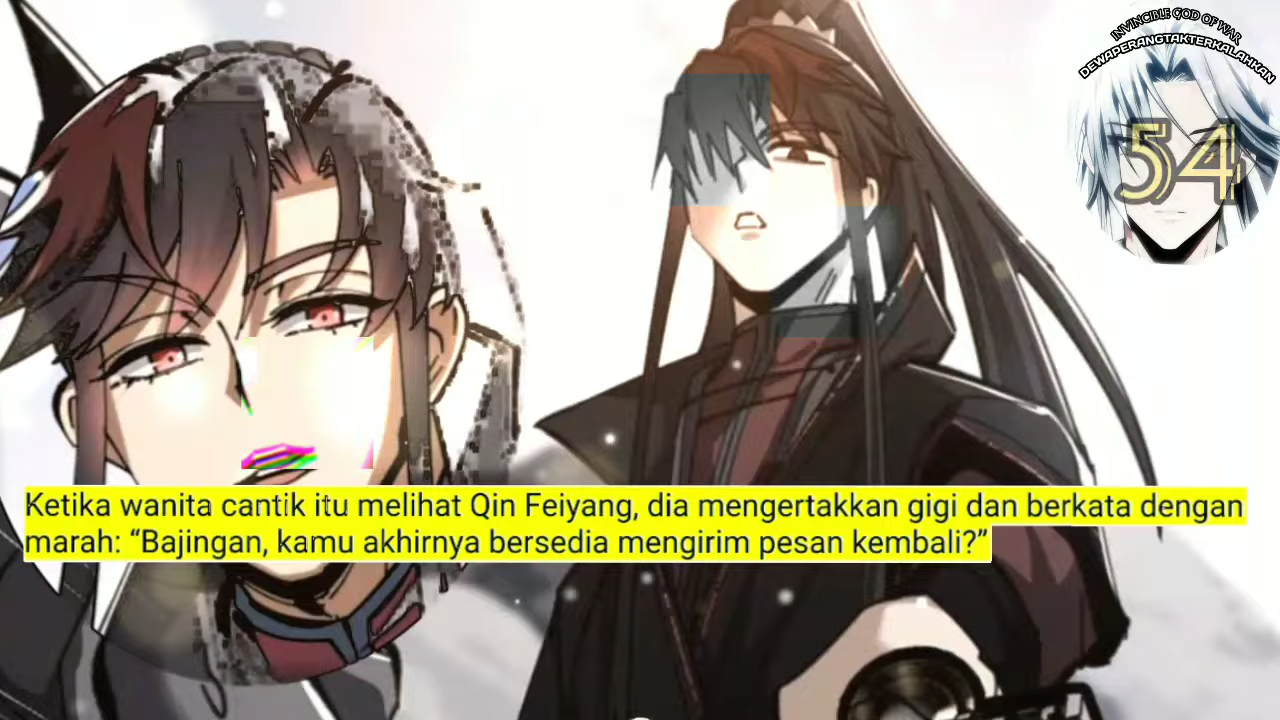 INVINCIBLE GOD OF WAR
DEWAPERANGTAKTERKALAHKAN
54
Ketika wanita cantik itu melihat Qin Feiyang, dia mengertakkan gigi dan berkata dengan
marah: “Bajingan, kamu akhirnya bersedia mengirim pesan kembali?”